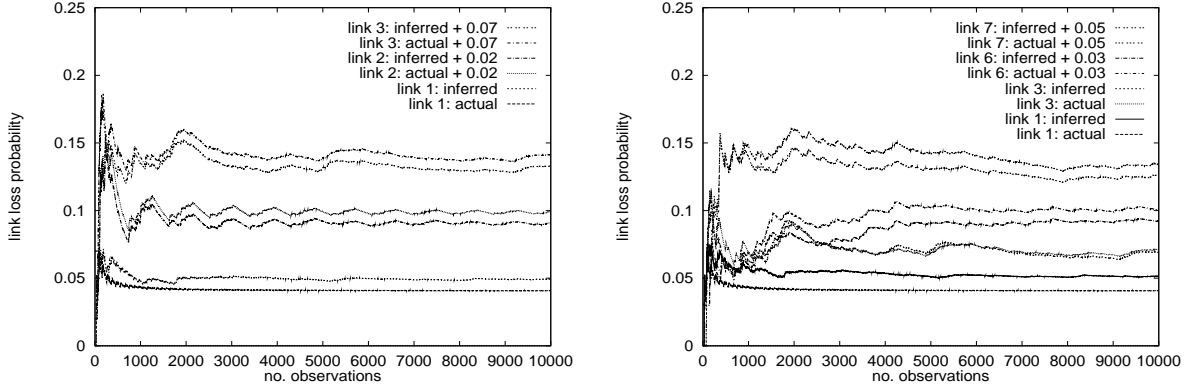 0.25
0.2
0.15
0.1
0.05
0
link loss probability
link 3: inferred + 0.07
link 3: actual + 0.07
link 2: inferred + 0.02
link 2: actual + 0.02
link 1: inferred
link 1: actual
0 1000 2000 3000 4000 5000 6000 7000 8000 9000 10000
no. observations
0.25
0.2
0.15
0.1
0.05
0
link loss probability
link 7: inferred + 0.05
link 7: actual + 0.05
link 6: inferred + 0.03
link 6: actual + 0.03
link 3: inferred
link 3: actual
link 1: inferred
link 1: actual
0 1000 2000 3000 4000 5000 6000 7000 8000 9000 10000
no. observations